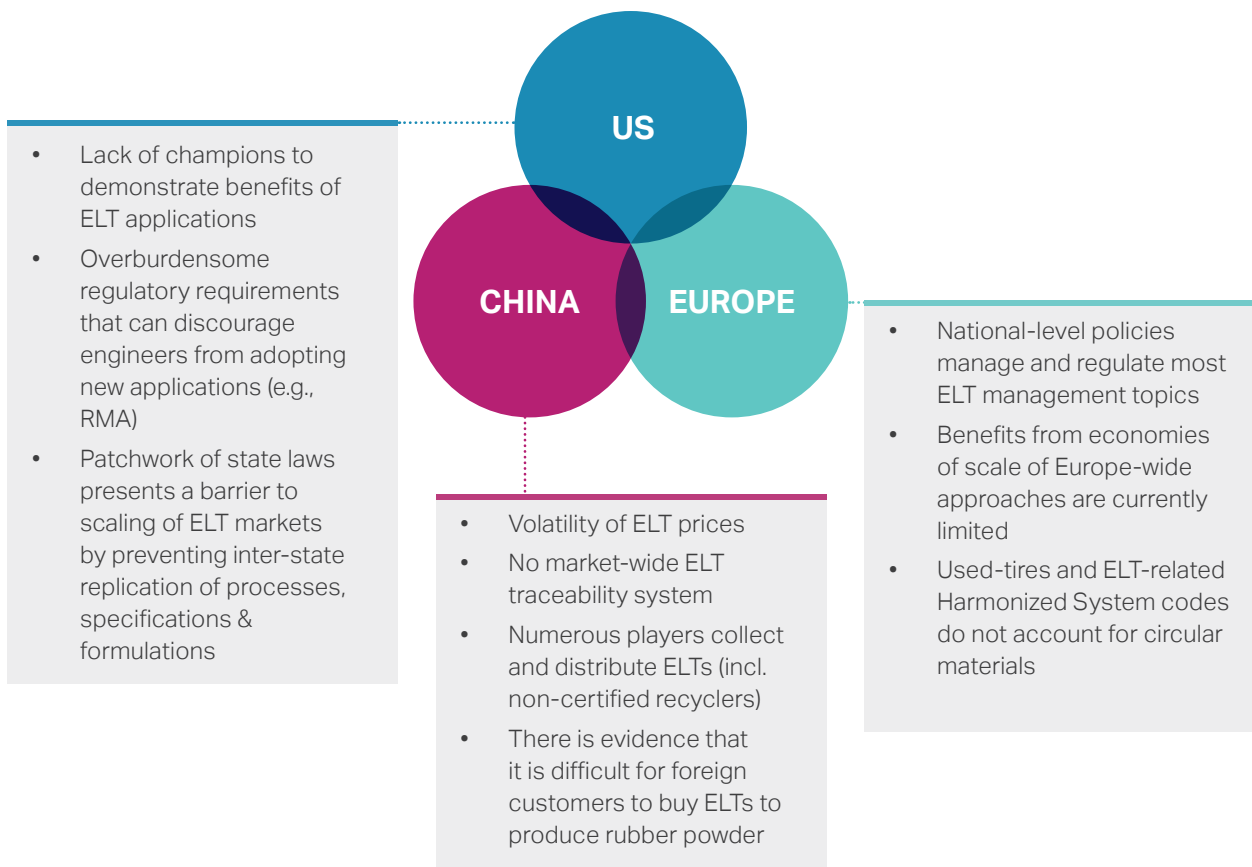 US
CHINA
EUROPE
• Lack of champions to
demonstrate benefits of
ELT applications
• Overburdensome
regulatory requirements
that can discourage
engineers from adopting
new applications (e.g.,
RMA)
• Patchwork of state laws
presents a barrier to
scaling of ELT markets
by preventing inter-state
replication of processes,
specifications &
formulations
• Volatility of ELT prices
• No market-wide ELT
traceability system
• Numerous players collect
and distribute ELTs (incl.
non-certified recyclers)
• There is evidence that
it is difficult for foreign
customers to buy ELTs to
produce rubber powder
• National-level policies
manage and regulate most
ELT management topics
• Benefits from economies
of scale of Europe-wide
approaches are currently
limited
• Used-tires and ELT-related
Harmonized System codes
do not account for circular
materials